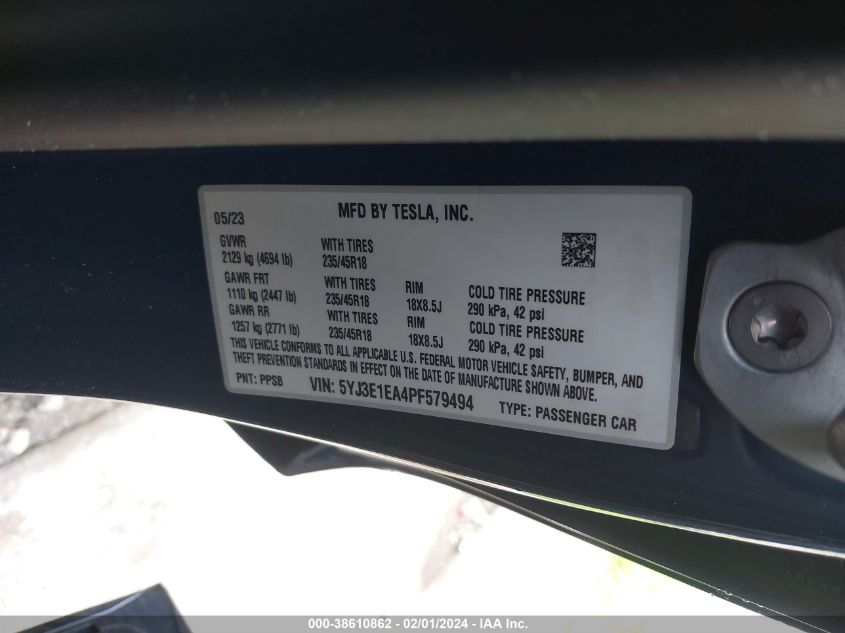 05/23 MFD BY TESLA, INC.
GVWR WITH TIRES
2129 kg (4694 lb) 235/45R18
GAWR FRT WITH TIRES RIM COLD TIRE PRESSURE
1110 kg (2447 lb) 235/45R18 18X8.5J 290 kPa, 42 psi
GAWR RR WITH TIRES RIM COLD TIRE PRESSURE
1257 kg (2771 lb) 235/45R18 18X8.5J 290 kPa, 42 psi
THIS VEHICLE CONFORMS TO ALL APPLICABLE U.S. FEDERAL MOTOR VEHICLE SAFETY, BUMPER, AND
THEFT PREVENTION STANDARDS IN EFFECT ON THE DATE OF MANUFACTURE SHOWN ABOVE.
PNT: PPSB VIN: 5YJ3E1EA4PF579494 TYPE: PASSENGER CAR
000-38610862 - 02/01/2024 - IAA Inc.